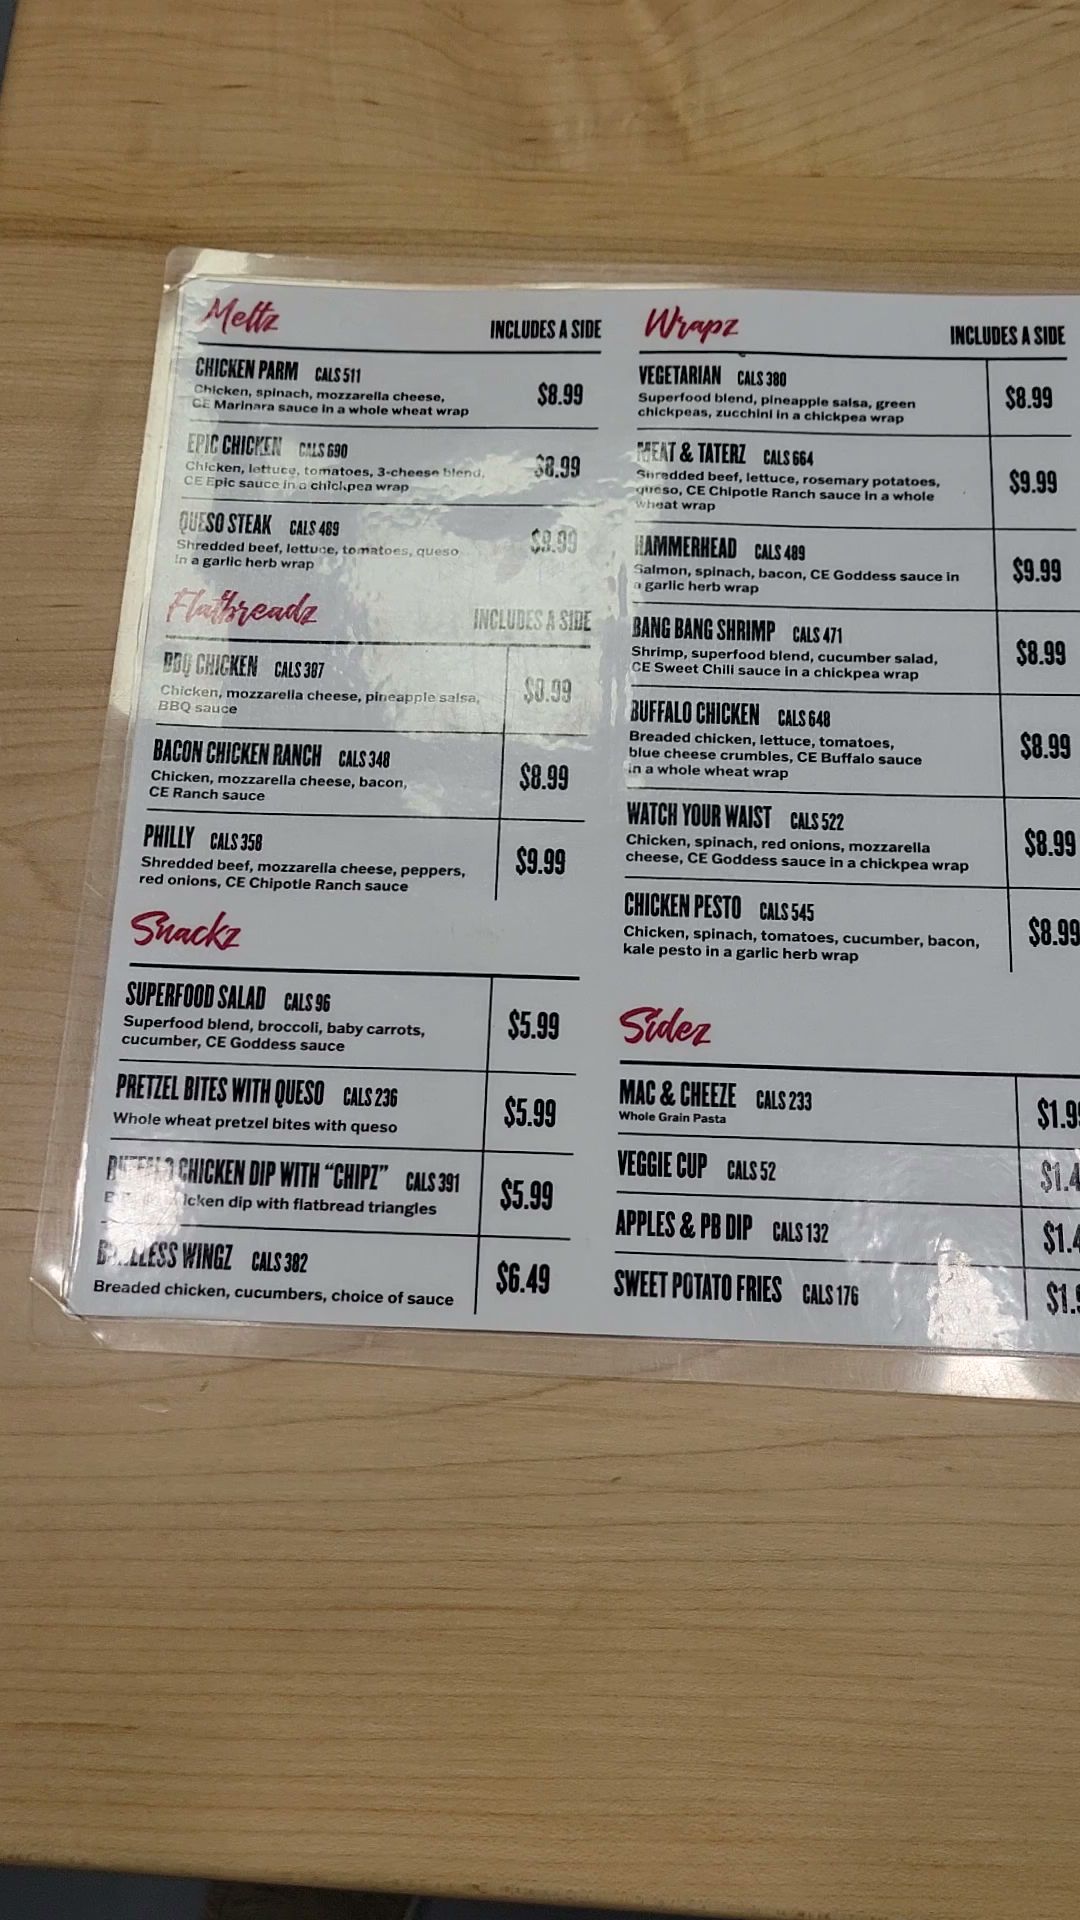 Meltz
INCLUDES A SIDE
CHICKEN PARM CALS 511
Chicken, spinach, mozzarella cheese,
CE Marinara sauce in a whole wheat wrap
$8.99
EPIC CHICKEN CALS 690
Chicken, lettuce, tomatoes, 3-cheese blend,
CE Epic sauce in a chickpea wrap
$8.99
QUESO STEAK CALS 469
Shredded beef, lettuce, tomatoes, queso
in a garlic herb wrap
Flatbreadz
INCLUDES A SIDE
BBQ CHICKEN CALS 387
Chicken, mozzarella cheese, pineapple salsa,
BBQ sauce
BACON CHICKEN RANCH CALS 348
Chicken, mozzarella cheese, bacon,
CE Ranch sauce
$8.99
PHILLY CALS 358
Shredded beef, mozzarella cheese, peppers,
red onions, CE Chipotle Ranch sauce
$9.99
Snackz
SUPERFOOD SALAD CALS 96
Superfood blend, broccoli, baby carrots,
cucumber, CE Goddess sauce
$5.99
PRETZEL BITES WITH QUESO CALS 236
Whole wheat pretzel bites with queso
$5.99
BUFFALO CHICKEN DIP WITH “CHIPZ” CALS 391
chicken dip with flatbread triangles
$5.99
BONELESS WINGZ CALS 382
Breaded chicken, cucumbers, choice of sauce
$6.49
Wrapz
INCLUDES A SIDE
VEGETARIAN CALS 380
Superfood blend, pineapple salsa, green
chickpeas, zucchini in a chickpea wrap
$8.99
MEAT & TATERZ CALS 664
Shredded beef, lettuce, rosemary potatoes,
queso, CE Chipotle Ranch sauce in a whole
wheat wrap
$9.99
HAMMERHEAD CALS 489
Salmon, spinach, bacon, CE Goddess sauce in
a garlic herb wrap
$9.99
BANG BANG SHRIMP CALS 471
Shrimp, superfood blend, cucumber salad,
CE Sweet Chili sauce in a chickpea wrap
$8.99
BUFFALO CHICKEN CALS 648
Breaded chicken, lettuce, tomatoes,
blue cheese crumbles, CE Buffalo sauce
in a whole wheat wrap
$8.99
WATCH YOUR WAIST CALS 522
Chicken, spinach, red onions, mozzarella
cheese, CE Goddess sauce in a chickpea wrap
$8.99
CHICKEN PESTO CALS 545
Chicken, spinach, tomatoes, cucumber, bacon,
kale pesto in a garlic herb wrap
$8.99
Sidez
MAC & CHEEZE CALS 233
Whole Grain Pasta
$1.9
VEGGIE CUP CALS 52
$1.4
APPLES & PB DIP CALS 132
$1.4
SWEET POTATO FRIES CALS 176
$1.